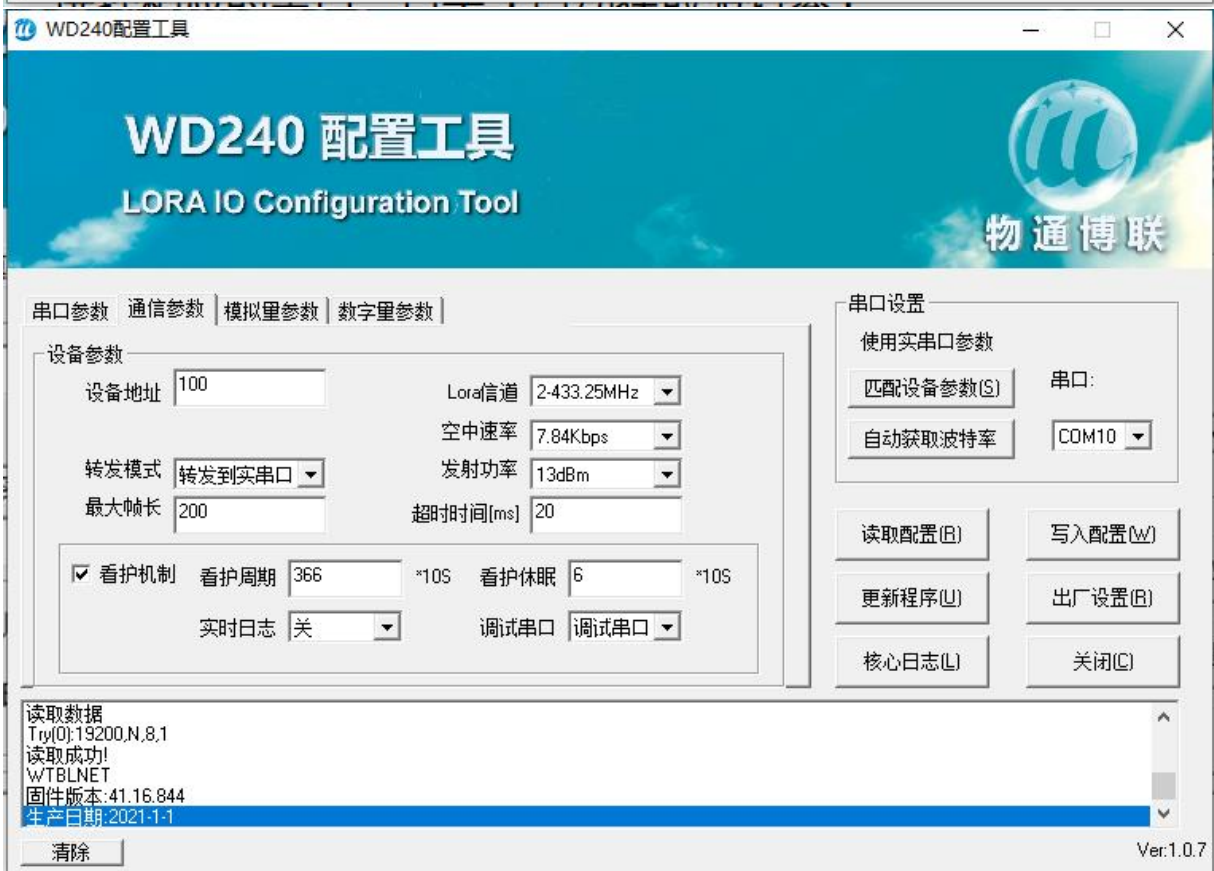 WD240配置工具
WD240 配置工具
LORA IO Configuration Tool
物通博联
串口参数 通信参数 模拟量参数 数字量参数
设备参数
设备地址 100 Lora信道 2-433.25MHz
空中速率 7.84Kbps
转发模式 转发到实串口 发射功率 13dBm
最大帧长 200 超时时间[ms] 20
看护机制 看护周期 366 *10S 看护休眠 6 *10S
实时日志 关 调试串口 调试串口
串口设置
使用实串口参数
匹配设备参数(S) 串口:
自动获取波特率 COM10
读取配置(R) 写入配置(W)
更新程序(U) 出厂设置(R)
核心日志(L) 关闭(C)
读取数据
Try(0):19200,N,8,1
读取成功!
WTBLNET
固件版本:41.16.844
生产日期:2021-1-1
清除 Ver:1.0.7